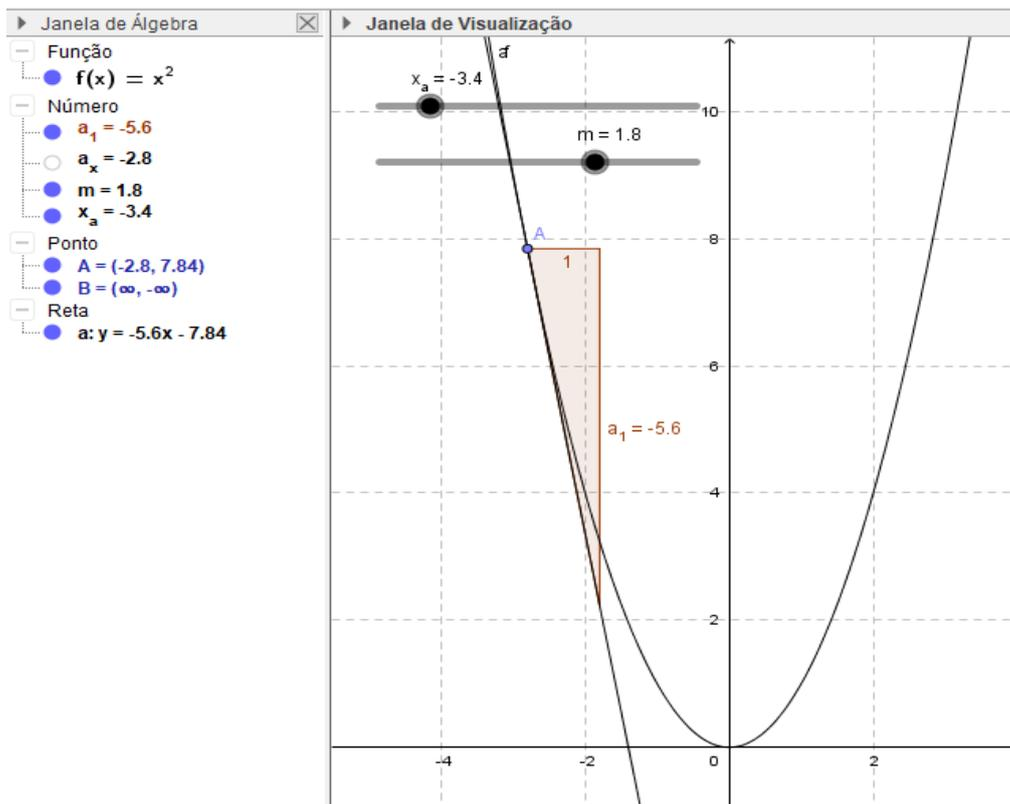 Janela de Álgebra
Função
f(x) = x²
Número
a₁ = -5.6
aₓ = -2.8
m = 1.8
xₐ = -3.4
Ponto
A = (-2.8, 7.84)
B = (∞, -∞)
Reta
a: y = -5.6x - 7.84
Janela de Visualização
a
f
xₐ = -3.4
m = 1.8
10
8
6
4
2
A
1
a₁ = -5.6
-4
-2
0
2